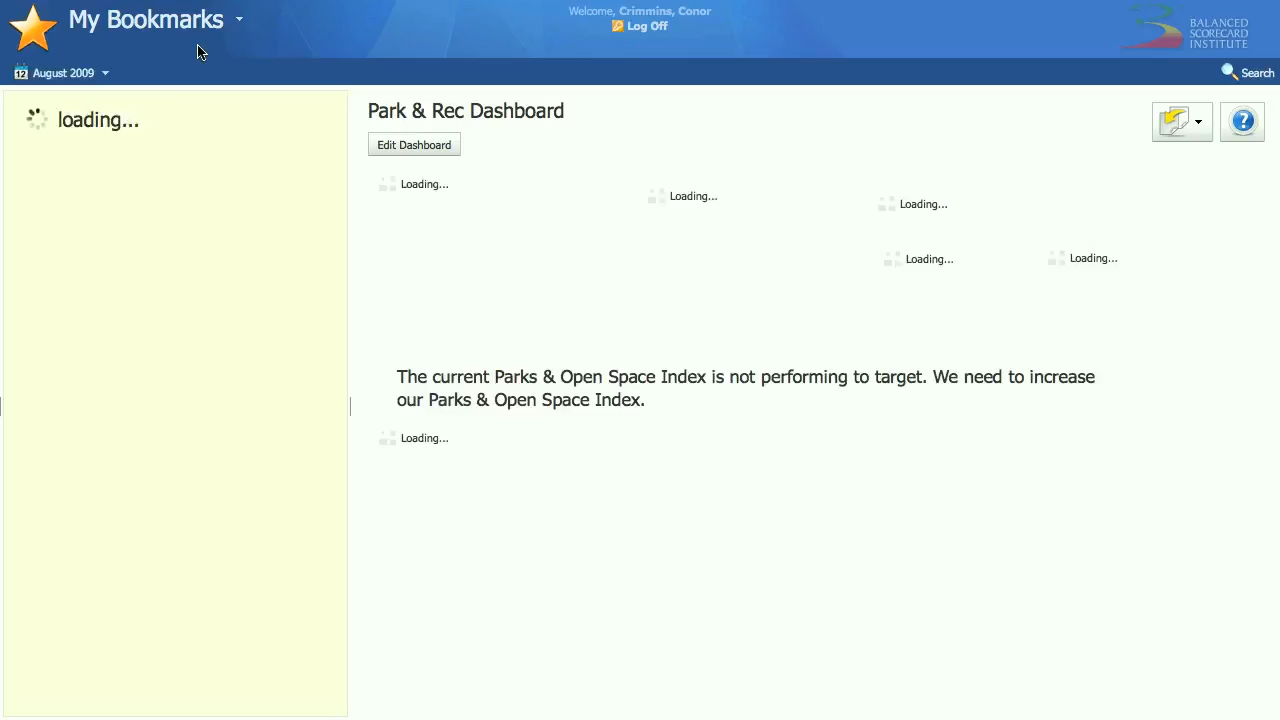 My Bookmarks
Welcome, Crimmins, Conor
Log Off
BALANCED
SCORECARD
INSTITUTE
12 August 2009
Search
loading...
Park & Rec Dashboard
Edit Dashboard
Loading...
Loading...
Loading...
Loading...
Loading...
The current Parks & Open Space Index is not performing to target. We need to increase
our Parks & Open Space Index.
Loading...